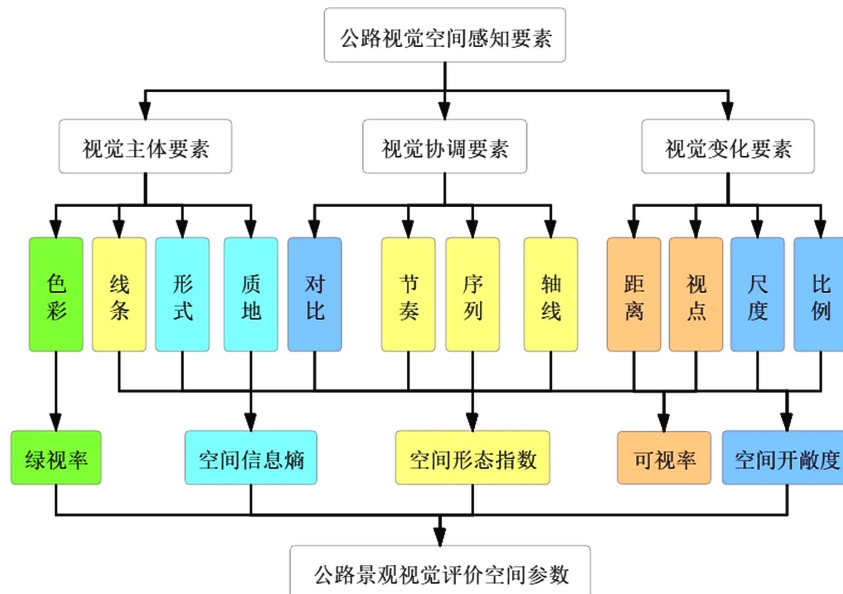 公路视觉空间感知要素
视觉主体要素
视觉协调要素
视觉变化要素
色彩
线条
形式
质地
对比
节奏
序列
轴线
距离
视点
尺度
比例
绿视率
空间信息熵
空间形态指数
可视率
空间开敞度
公路景观视觉评价空间参数